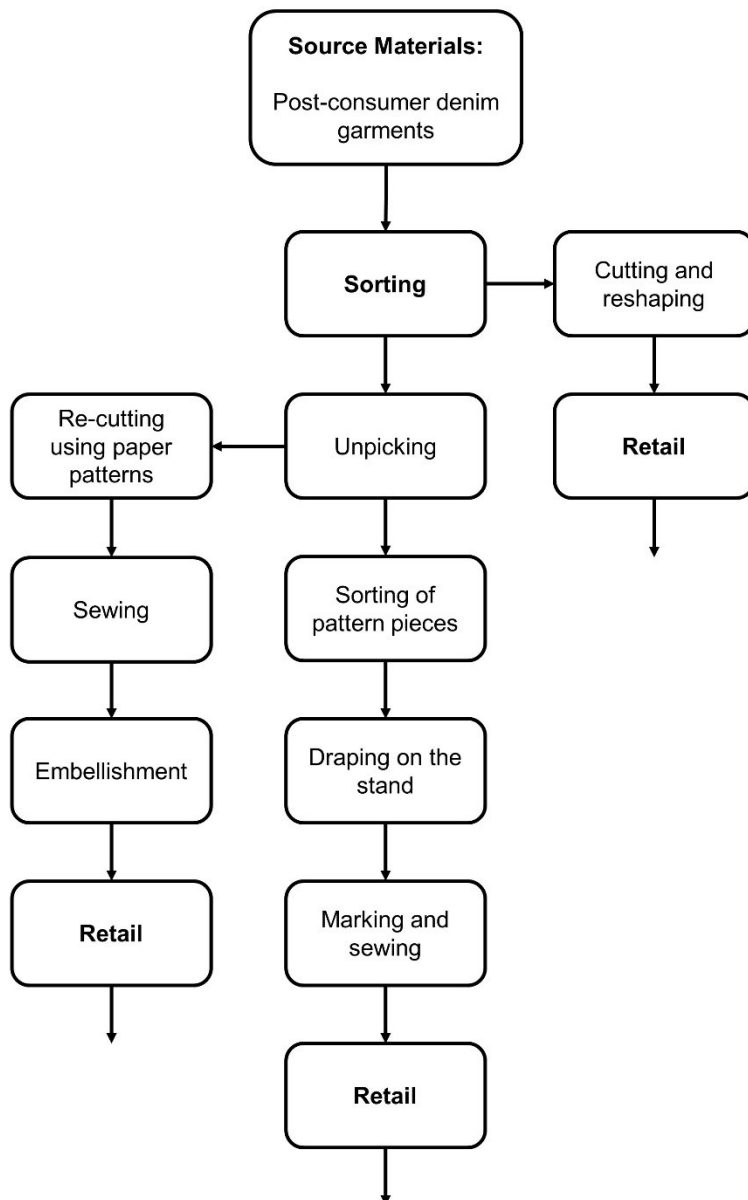 Source Materials:
Post-consumer denim
garments
Sorting
Cutting and
reshaping
Re-cutting
using paper
patterns
Unpicking
Retail
Sewing
Sorting of
pattern pieces
Embellishment
Draping on the
stand
Retail
Marking and
sewing
Retail